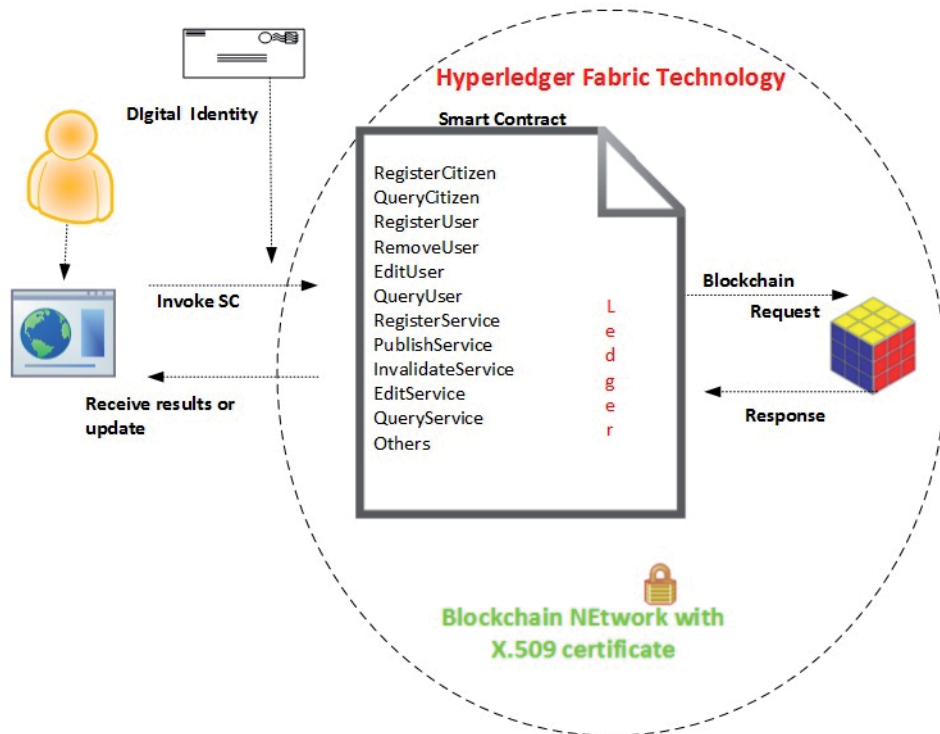 Hyperledger Fabric Technology
DIgital  Identity
Smart Contract
RegisterCitizen
QueryCitizen
RegisterUser
RemoveUser
EditUser
QueryUser
RegisterService
PublishService
InvalidateService
EditService
QueryService
Others
L
e
d
g
e
r
Invoke SC
Receive results or
update
Blockchain
Request
Response
Blockchain NEtwork with
X.509 certificate